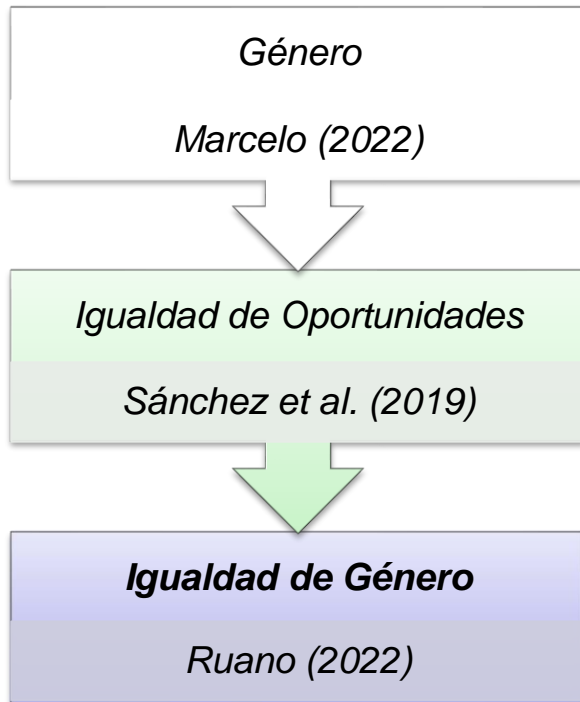 Género
Marcelo (2022)
Igualdad de Oportunidades
Sánchez et al. (2019)
Igualdad de Género
Ruano (2022)